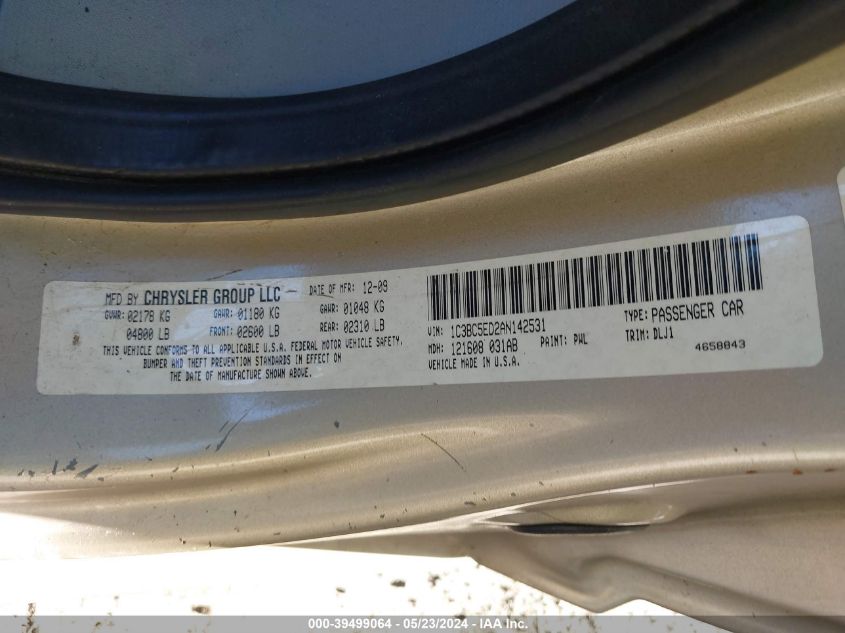 MFD BY CHRYSLER GROUP LLC DATE OF MFR: 12-09
GVWR: 02178 KG GAWR: 01180 KG GAWR: 01048 KG
04800 LB FRONT: 02600 LB REAR: 02310 LB
THIS VEHICLE CONFORMS TO ALL APPLICABLE U.S.A. FEDERAL MOTOR VEHICLE SAFETY,
BUMPER AND THEFT PREVENTION STANDARDS IN EFFECT ON
THE DATE OF MANUFACTURE SHOWN ABOVE.
VIN: 1C3BC5ED2AN142531 TYPE: PASSENGER CAR
MDH: 121608 031AB PAINT: PWL TRIM: DLJ1
VEHICLE MADE IN U.S.A. 4658843
000-39499064 - 05/23/2024 - IAA Inc.